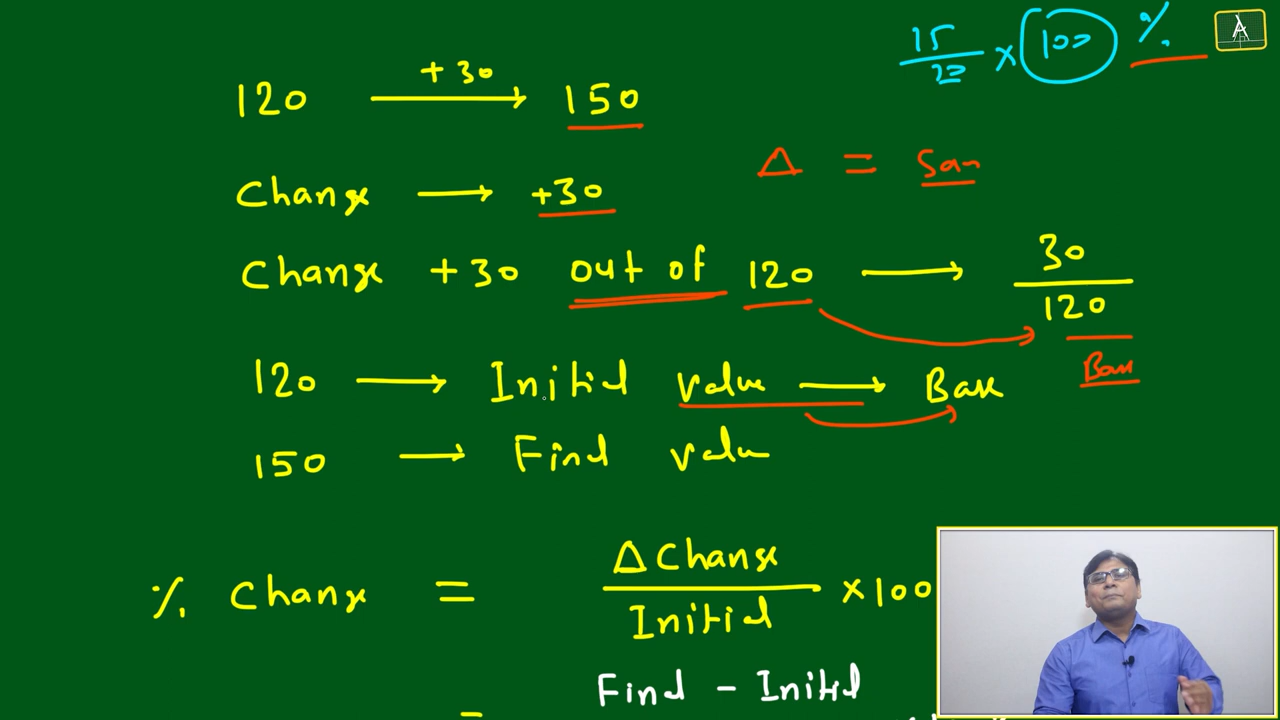 15/20 × 100 %
+30
120 → 150
Δ = San
Change → +30
Change +30 out of 120 → 30/120
Base
120 → Initial value → Base
150 → Final value
% Change = Δ Change/Initial × 100
Final - Initial
=